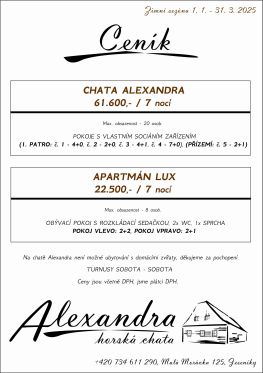 Zimní sezóna 1. 1. - 31. 3. 2025
Ceník
CHATA ALEXANDRA
61.600,- / 7 nocí
Max. obsazenost - 20 osob
POKOJE S VLASTNÍM SOCIÁNÍM ZAŘÍZENÍM
(1. PATRO: č. 1 - 4+0, č. 2 - 2+0, č. 3 - 4+1, č. 4 - 7+0), (PŘÍZEMÍ: č. 5 - 2+1)
APARTMÁN LUX
22.500,- / 7 nocí
Max. obsazenost - 8 osob
OBÝVACÍ POKOJ S ROZKLÁDACÍ SEDAČKOU, 2x WC, 1x SPRCHA
POKOJ VLEVO: 2+2, POKOJ VPRAVO: 2+1
Na chatě Alexandra není možné ubytování s domácími zvířaty, děkujeme za pochopení
TURNUSY SOBOTA - SOBOTA
Ceny jsou včerně DPH, jsme plátci DPH.
Alexandra
horská chata
+420 734 611 290, Malá Morávka 125, Jeseníky